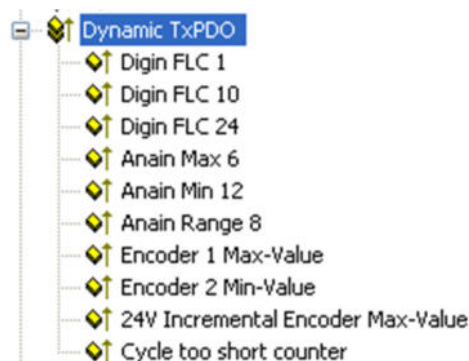 Dynamic TxPDO
Digin FLC 1
Digin FLC 10
Digin FLC 24
Anain Max 6
Anain Min 12
Anain Range 8
Encoder 1 Max-Value
Encoder 2 Min-Value
24V Incremental Encoder Max-Value
Cycle too short counter